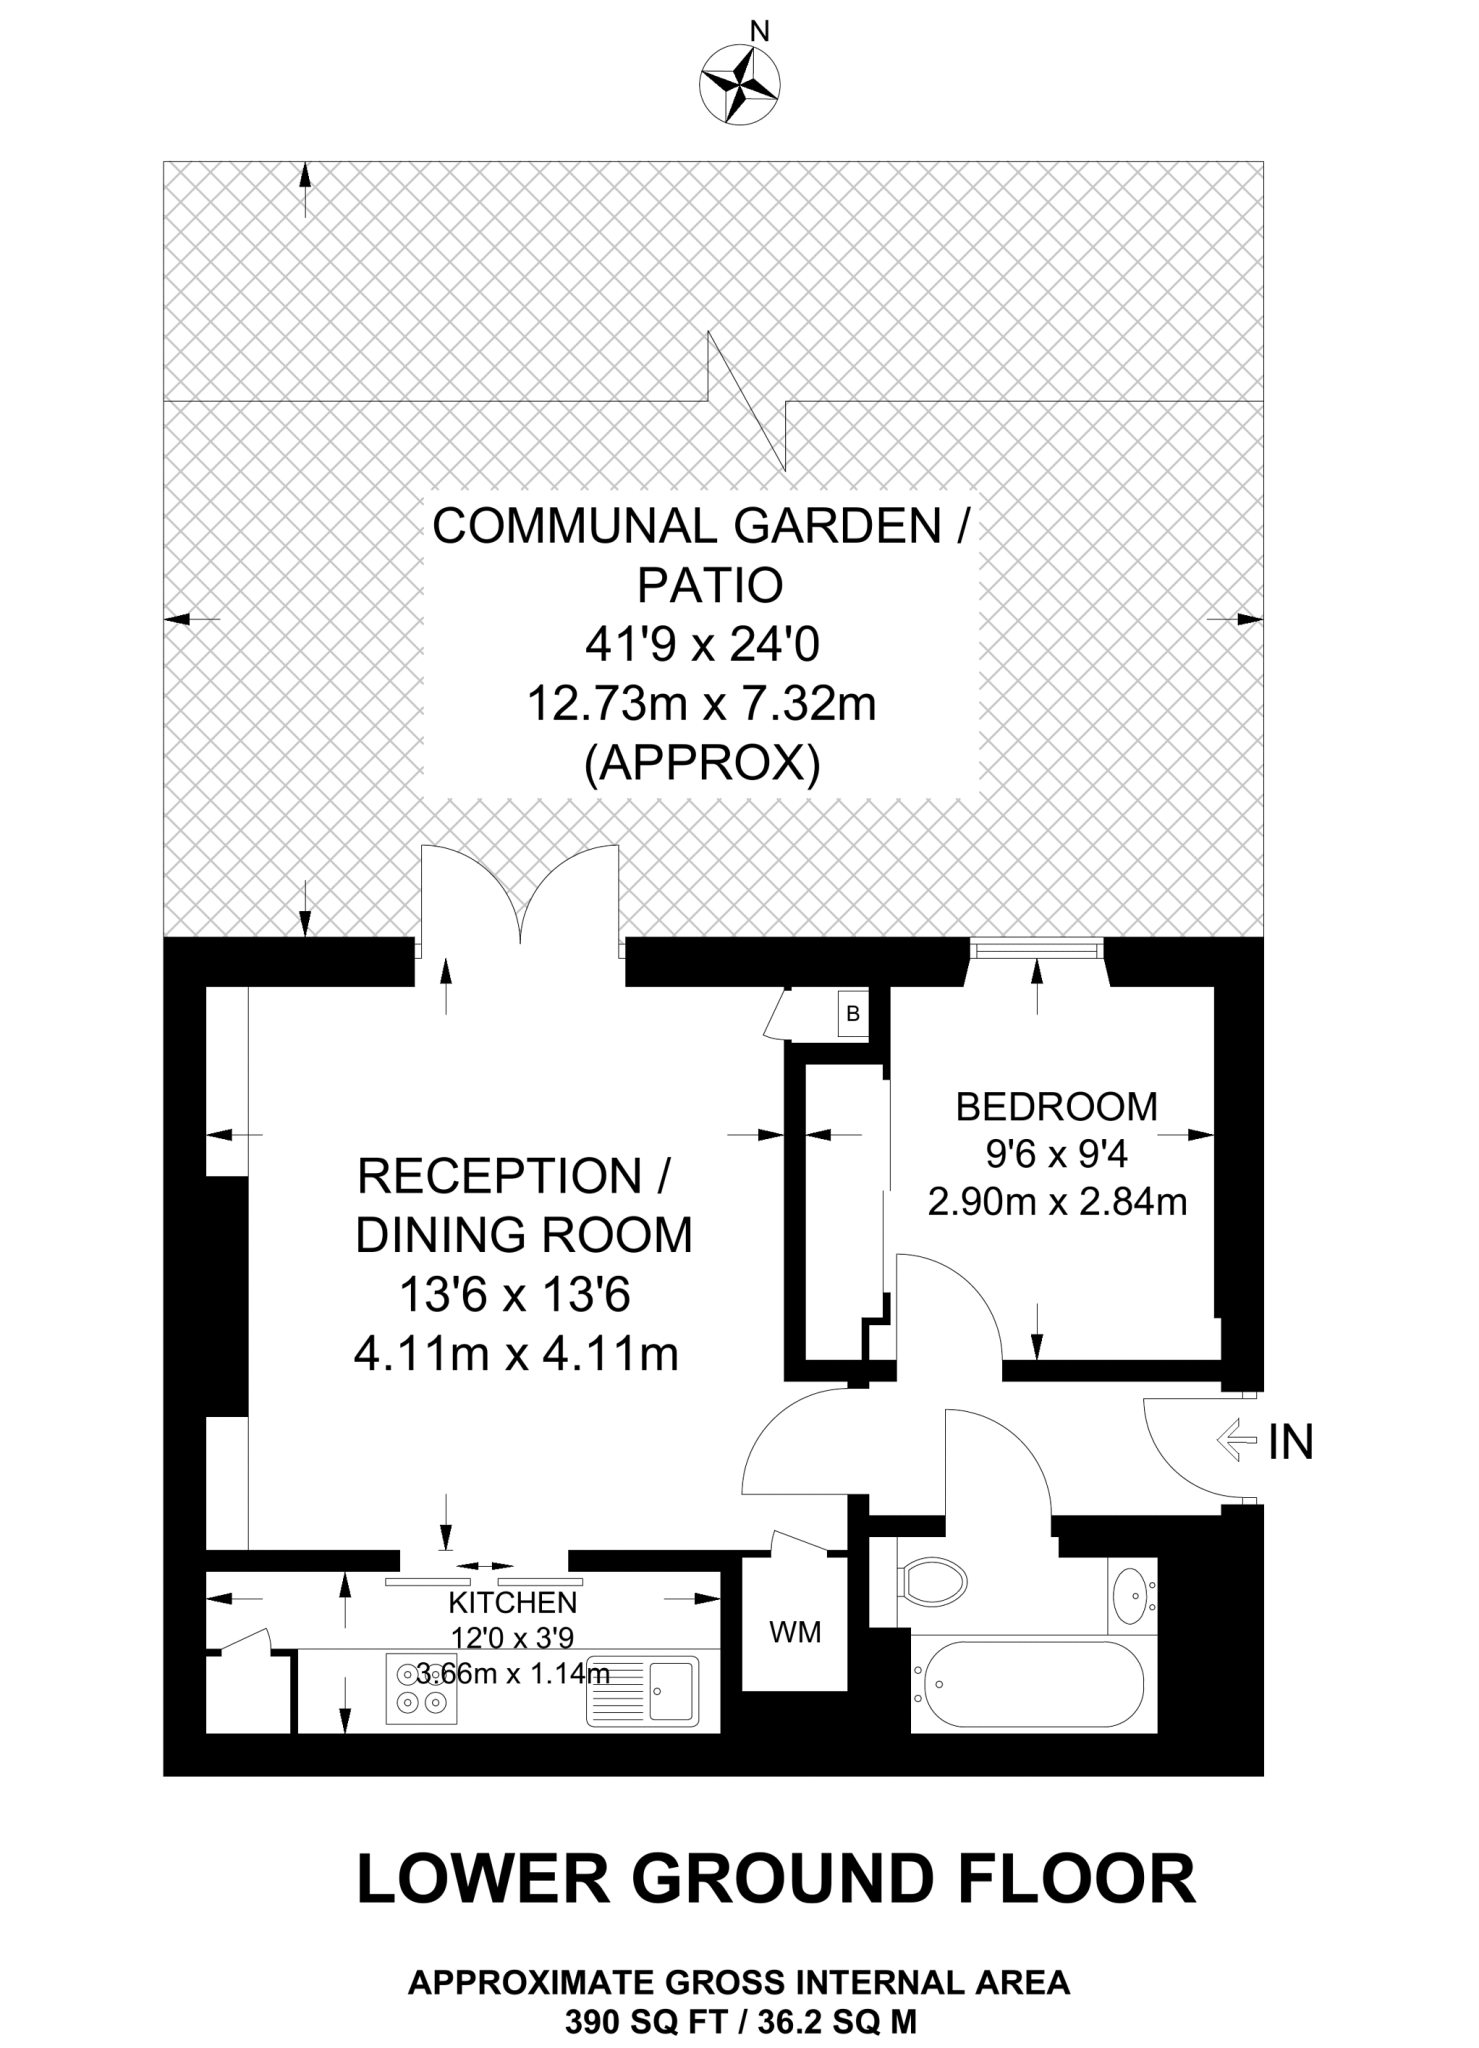 N
COMMUNAL GARDEN /
PATIO
41'9 x 24'0
12.73m x 7.32m
(APPROX)
B
BEDROOM
9'6 x 9'4
2.90m x 2.84m
RECEPTION /
DINING ROOM
13'6 x 13'6
4.11m x 4.11m
IN
KITCHEN
12'0 x 3'9
3.66m x 1.14m
WM
LOWER GROUND FLOOR
APPROXIMATE GROSS INTERNAL AREA
390 SQ FT / 36.2 SQ M